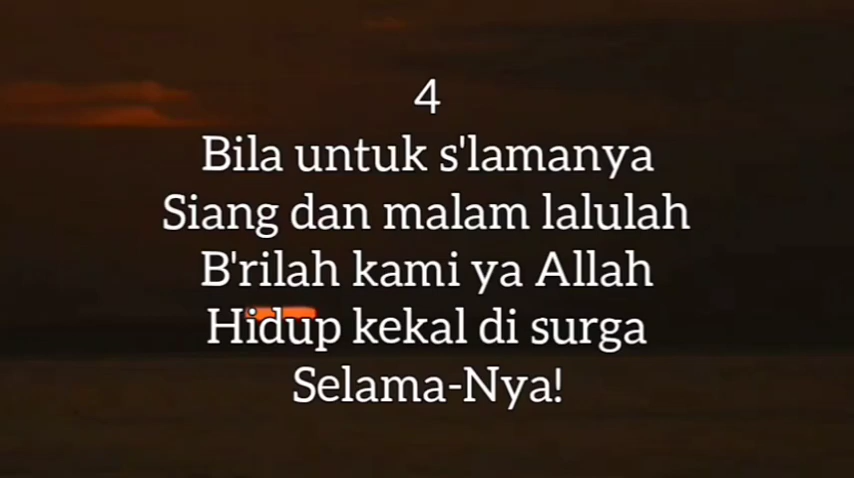 4
Bila untuk s'lamanya
Siang dan malam lalulah
B'rilah kami ya Allah
Hidup kekal di surga
Selama-Nya!